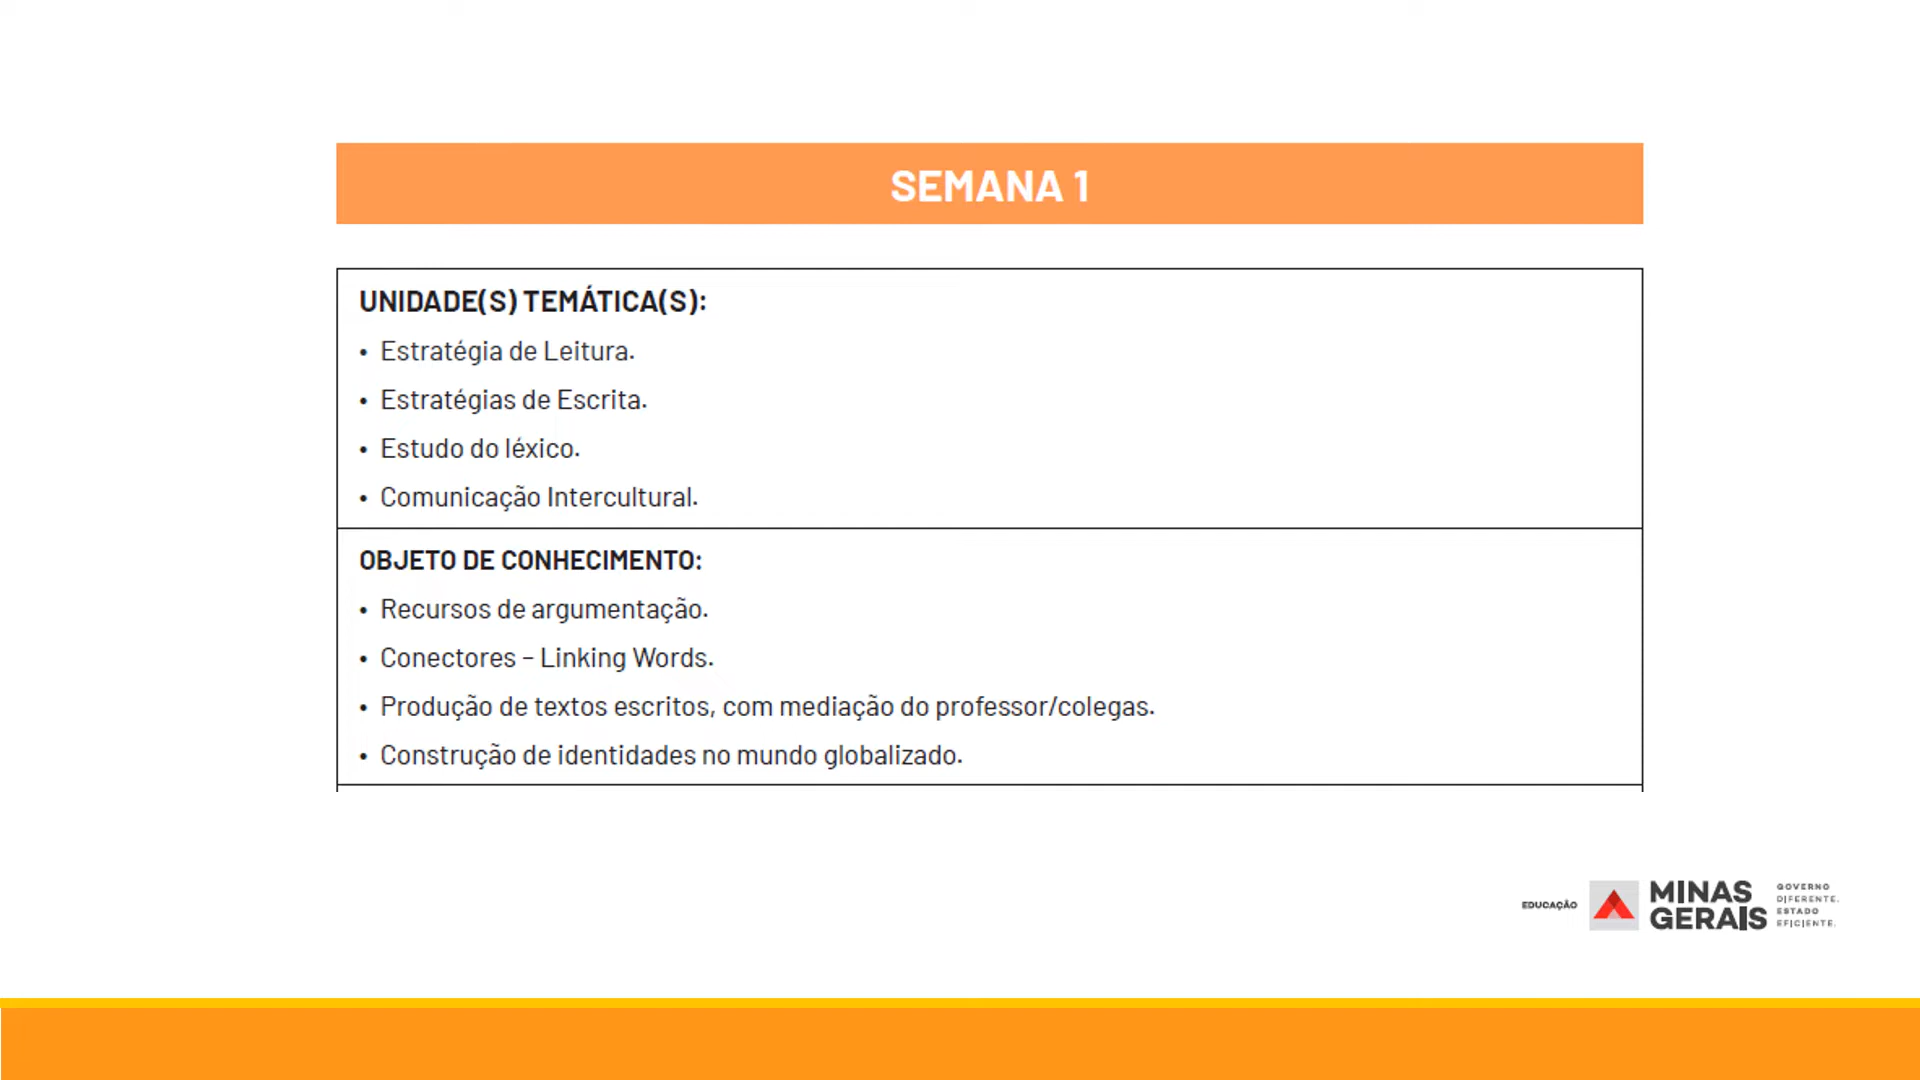 SEMANA 1
UNIDADE(S) TEMÁTICA(S):
• Estratégia de Leitura.
• Estratégias de Escrita.
• Estudo do léxico.
• Comunicação Intercultural.
OBJETO DE CONHECIMENTO:
• Recursos de argumentação.
• Conectores – Linking Words.
• Produção de textos escritos, com mediação do professor/colegas.
• Construção de identidades no mundo globalizado.
EDUCAÇÃO
MINAS
GERAIS
GOVERNO
DIFERENTE.
ESTADO
EFICIENTE.